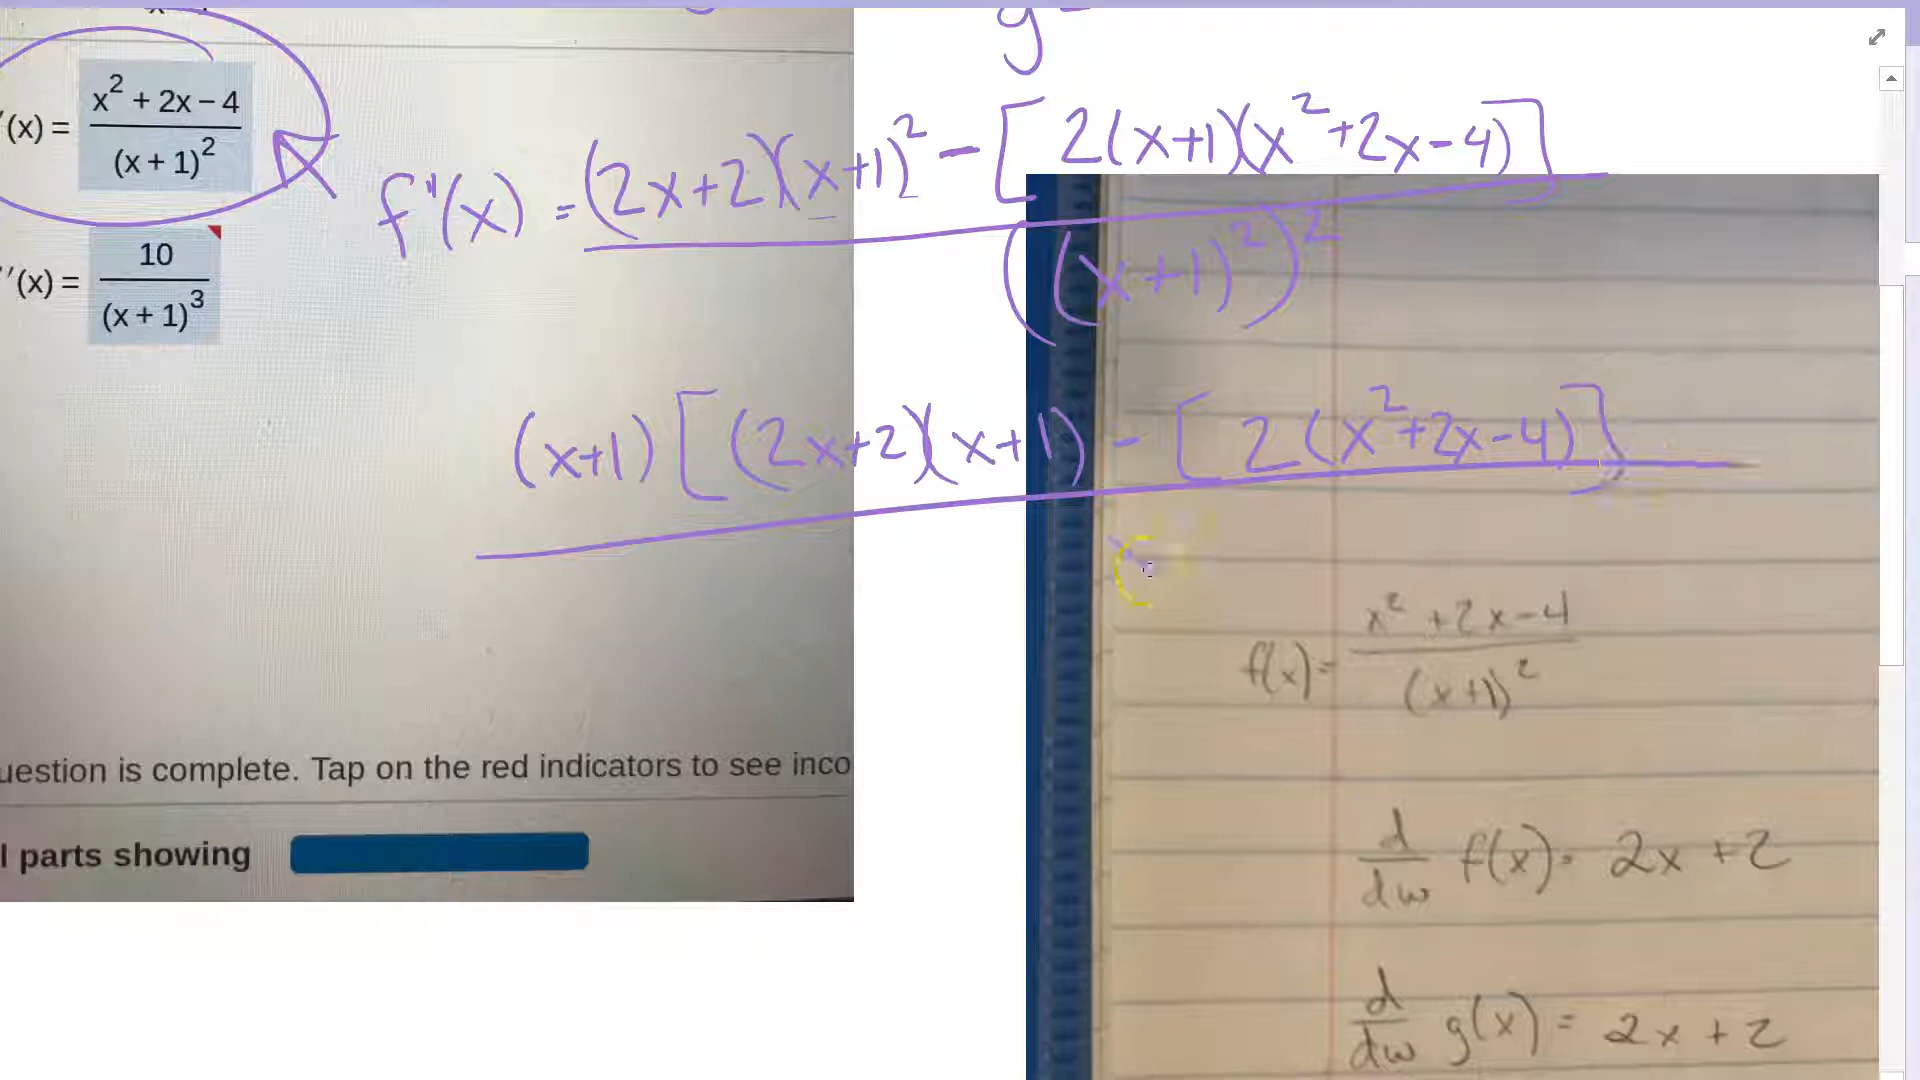 '(x) = x² + 2x − 4 / (x + 1)²
f''(x) = (2x+2)(x+1)² − [2(x+1)(x²+2x−4)] / ((x+1)²)²
''(x) = 10 / (x + 1)³
(x+1)[(2x+2)(x+1) − [2(x²+2x−4)]
f(x) = x² + 2x − 4 / (x+1)²
uestion is complete. Tap on the red indicators to see inco
l parts showing
d/dw f(x) = 2x + 2
d/dw g(x) = 2x + 2